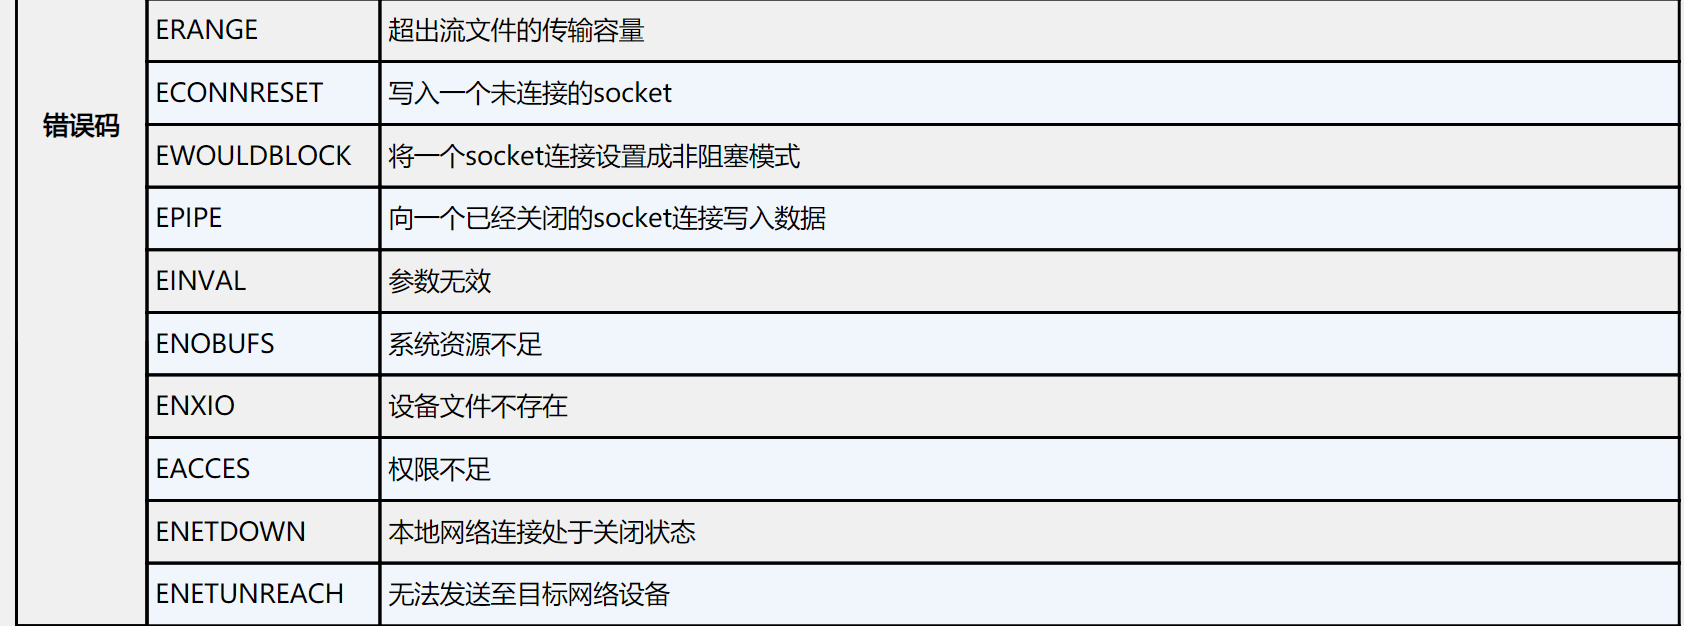 ERANGE 超出流文件的传输容量
ECONNRESET 写入一个未连接的socket
错误码
EWOULDBLOCK 将一个socket连接设置成非阻塞模式
EPIPE 向一个已经关闭的socket连接写入数据
EINVAL 参数无效
ENOBUFS 系统资源不足
ENXIO 设备文件不存在
EACCES 权限不足
ENETDOWN 本地网络连接处于关闭状态
ENETUNREACH 无法发送至目标网络设备